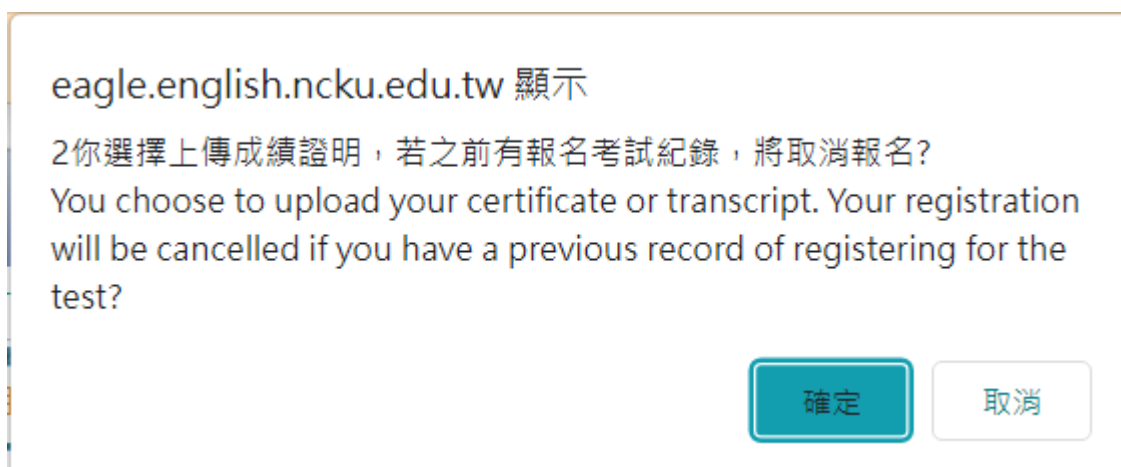 eagle.english.ncku.edu.tw 顯示
2你選擇上傳成績證明，若之前有報名考試紀錄，將取消報名?
You choose to upload your certificate or transcript. Your registration
will be cancelled if you have a previous record of registering for the
test?
確定
取消